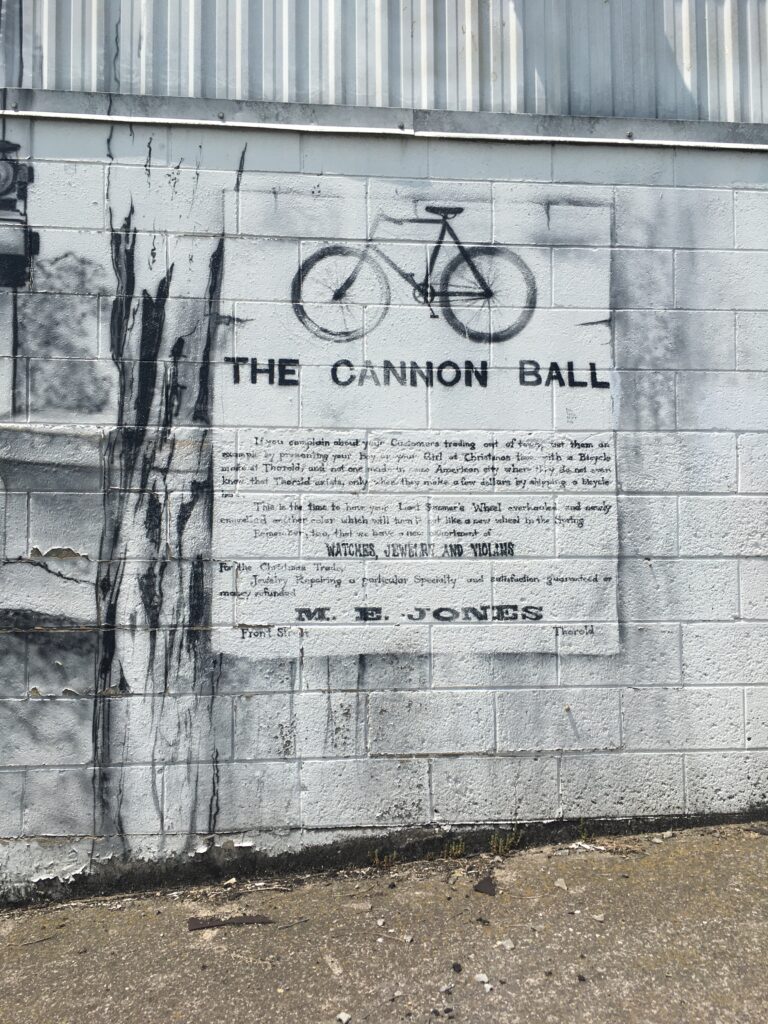 THE CANNON BALL
If you complain about your Customers trading out of town, set them an
example by presenting your Boy or your Girl at Christmas time with a Bicycle
made at Thorold, and not one made in some American city where they do not even
know that Thorold exists, only when they make a few dollars by shipping a bicycle
This is the time to have your Last Summer's Wheel overhauled and newly
enamelled another color which will turn it out like a new wheel in the Spring
Remember, too, that we have a new assortment of
WATCHES, JEWELRY AND VIOLINS
For the Christmas Trade,
Jewelry Repairing a particular Specialty and satisfaction guaranteed or
money refunded
M. E. JONES
Front Street Thorold